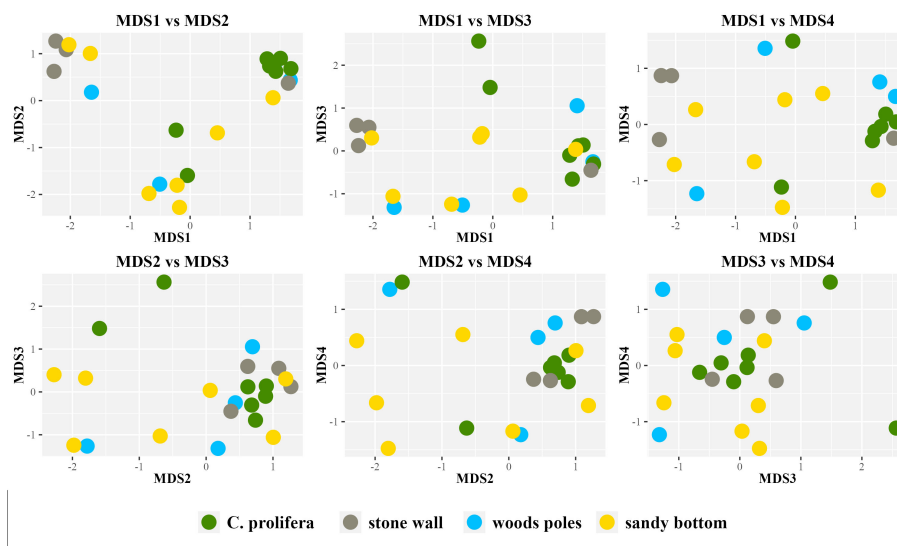 MDS1 vs MDS2
MDS1 vs MDS3
MDS1 vs MDS4
MDS2
1
0
-1
-2
-2
-1
0
1
MDS1
MDS3
2
1
0
-1
-2
-1
0
1
MDS1
MDS4
1
0
-1
-2
-1
0
1
MDS1
MDS2 vs MDS3
MDS2 vs MDS4
MDS3 vs MDS4
MDS3
2
1
0
-1
-2
-1
0
1
MDS2
MDS4
1
0
-1
-2
-1
0
1
MDS2
MDS4
1
0
-1
-1
0
1
2
MDS3
C. prolifera
stone wall
woods poles
sandy bottom